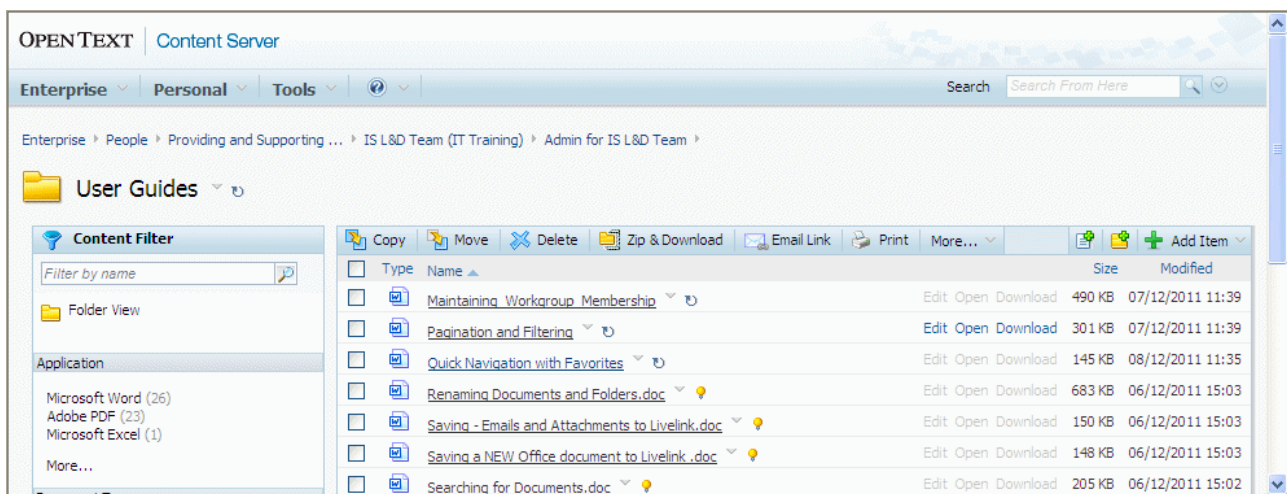 OPEN TEXT Content Server
Enterprise Personal Tools
Search Search From Here
Enterprise People Providing and Supporting ... IS L&D Team (IT Training) Admin for IS L&D Team
User Guides
Content Filter
Filter by name
Folder View
Application
Microsoft Word (26)
Adobe PDF (23)
Microsoft Excel (1)
More...
Copy Move Delete Zip & Download Email Link Print More... Add Item
Type Name Size Modified
Maintaining Workgroup Membership Edit Open Download 490 KB 07/12/2011 11:39
Pagination and Filtering Edit Open Download 301 KB 07/12/2011 11:39
Quick Navigation with Favorites Edit Open Download 145 KB 08/12/2011 11:35
Renaming Documents and Folders.doc Edit Open Download 683 KB 06/12/2011 15:03
Saving - Emails and Attachments to Livelink.doc Edit Open Download 150 KB 06/12/2011 15:03
Saving a NEW Office document to Livelink .doc Edit Open Download 148 KB 06/12/2011 15:03
Searching for Documents.doc Edit Open Download 205 KB 06/12/2011 15:02